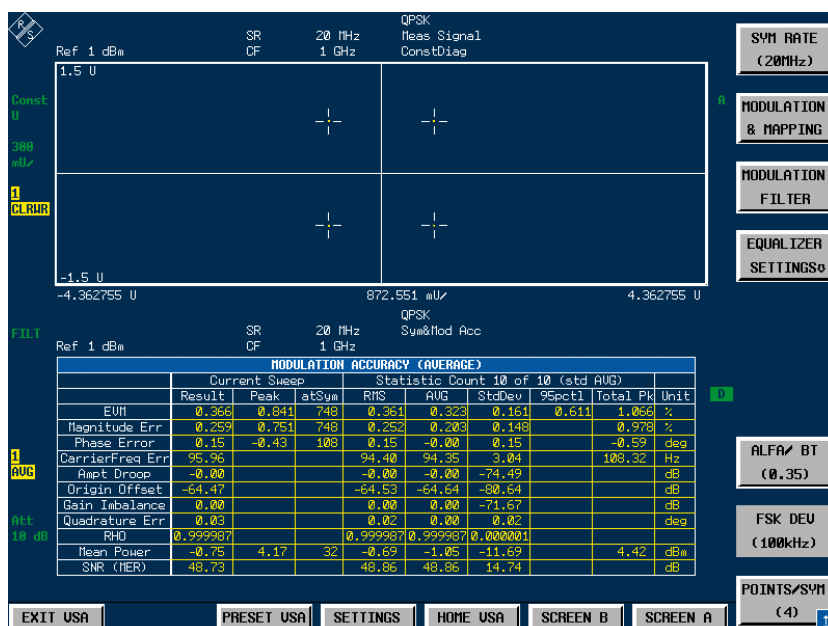 R/S
QPSK
SR 20 MHz Meas Signal
Ref 1 dBm CF 1 GHz ConstDiag
1.5 U
Const
U
300
mU/
1
CLRWR
A
-1.5 U
-4.362755 U 872.551 mU/ 4.362755 U
QPSK
FILT SR 20 MHz Sym&Mod Acc
Ref 1 dBm CF 1 GHz
MODULATION ACCURACY (AVERAGE)
Current Sweep Statistic Count 10 of 10 (std AVG)
Result Peak atSym RMS AVG StdDev 95pctl Total Pk Unit
EVM 0.366 0.841 748 0.361 0.323 0.161 0.611 1.066 %
Magnitude Err 0.259 0.751 748 0.252 0.203 0.148 0.978 %
Phase Error 0.15 -0.43 108 0.15 -0.00 0.15 -0.59 deg
CarrierFreq Err 95.96 94.40 94.35 3.04 108.32 Hz
Ampt Droop -0.00 -0.00 -0.00 -74.49 dB
Origin Offset -64.47 -64.53 -64.64 -80.64 dB
Gain Imbalance 0.00 0.00 0.00 -71.67 dB
Quadrature Err 0.03 0.02 0.00 0.02 deg
RHO 0.999987 0.999987 0.999987 0.000001
Mean Power -0.75 4.17 32 -0.69 -1.05 -11.69 4.42 dBm
SNR (MER) 48.73 48.86 48.86 14.74 dB
D
1
AVG
Att
10 dB
SYM RATE
(20MHz)
MODULATION
& MAPPING
MODULATION
FILTER
EQUALIZER
SETTINGS
ALFA/ BT
(0.35)
FSK DEV
(100kHz)
POINTS/SYM
(4)
1
EXIT VSA PRESET VSA SETTINGS HOME VSA SCREEN B SCREEN A